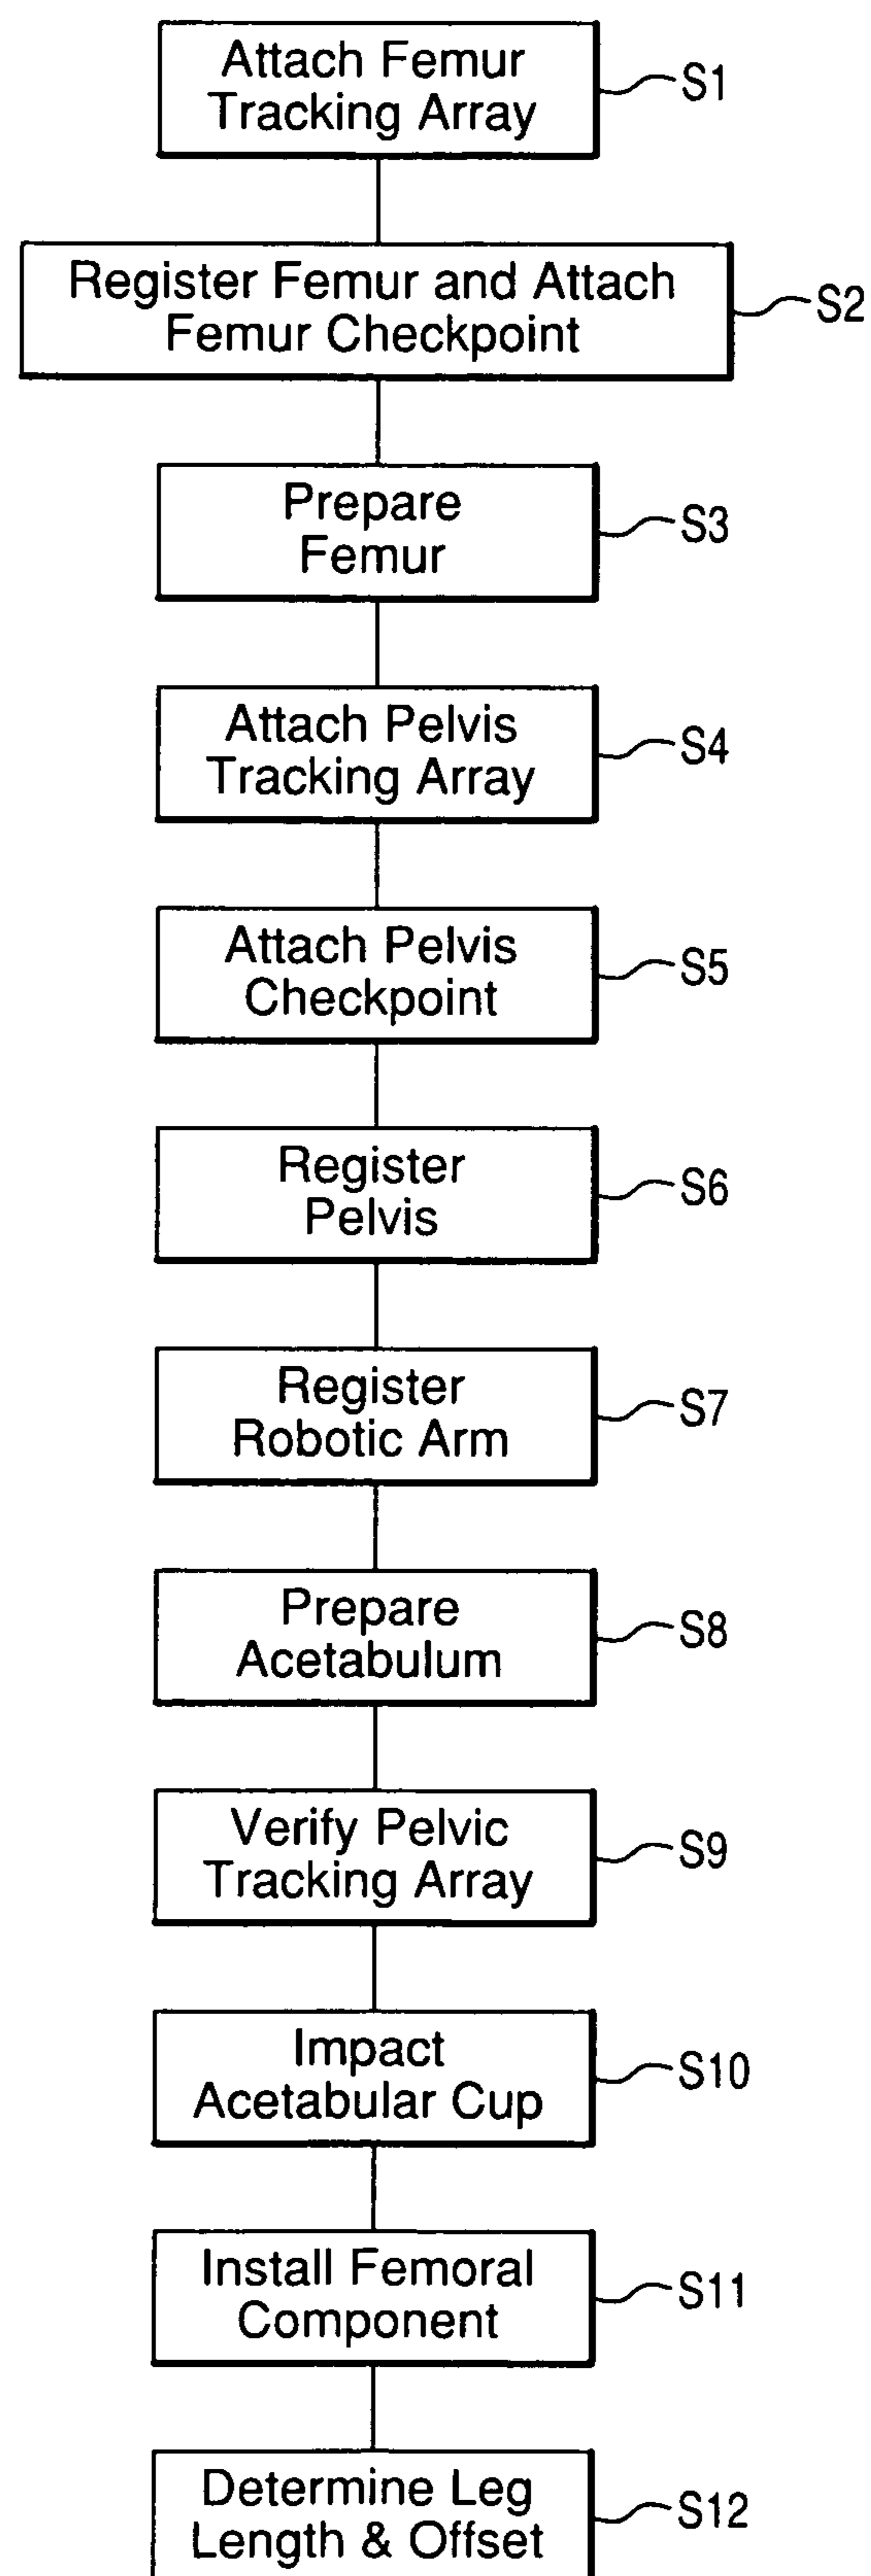 Attach Femur
Tracking Array
S1
Register Femur and Attach
Femur Checkpoint
S2
Prepare
Femur
S3
Attach Pelvis
Tracking Array
S4
Attach Pelvis
Checkpoint
S5
Register
Pelvis
S6
Register
Robotic Arm
S7
Prepare
Acetabulum
S8
Verify Pelvic
Tracking Array
S9
Impact
Acetabular Cup
S10
Install Femoral
Component
S11
Determine Leg
Length & Offset
S12